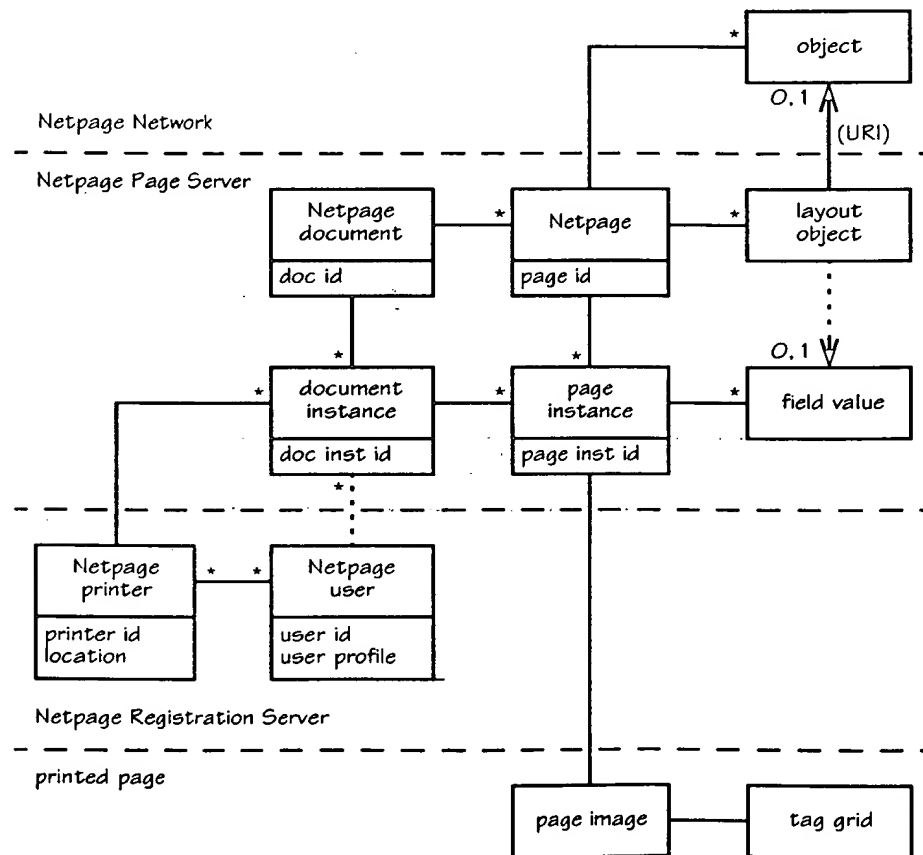 *
object
O, 1
(URI)
Netpage Network
Netpage Page Server
Netpage
document
doc id
*
Netpage
page id
*
layout
object
*
*
O, 1
*
document
instance
doc inst id
*
page
instance
page inst id
*
field value
*
Netpage
printer
printer id
location
*
*
Netpage
user
user id
user profile
Netpage Registration Server
printed page
page image
tag grid